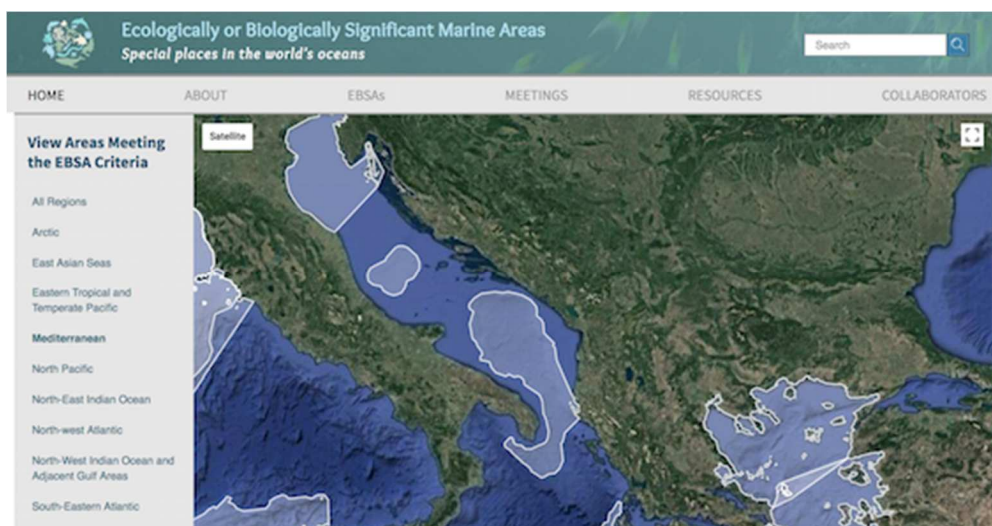 Ecologically or Biologically Significant Marine Areas
Special places in the world's oceans
Search
HOME ABOUT EBSAs MEETINGS RESOURCES COLLABORATORS
View Areas Meeting
the EBSA Criteria
All Regions
Arctic
East Asian Seas
Eastern Tropical and
Temperate Pacific
Mediterranean
North Pacific
North-East Indian Ocean
North-west Atlantic
North-West Indian Ocean and
Adjacent Gulf Areas
South-Eastern Atlantic
Satellite